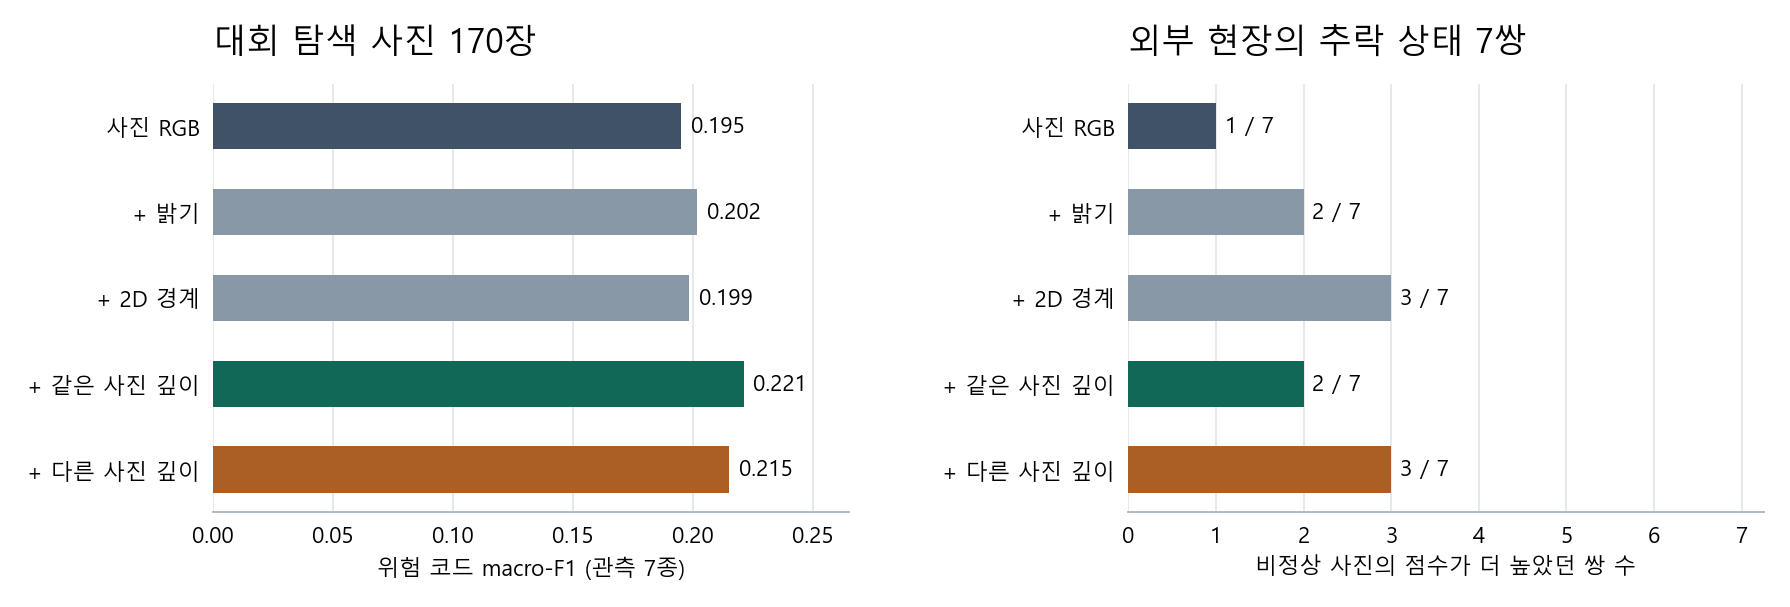 대회 탐색 사진 170장
사진 RGB
0.195
+ 밝기
0.202
+ 2D 경계
0.199
+ 같은 사진 깊이
0.221
+ 다른 사진 깊이
0.215
0.00 0.05 0.10 0.15 0.20 0.25
위험 코드 macro-F1 (관측 7종)
외부 현장의 추락 상태 7쌍
사진 RGB
1 / 7
+ 밝기
2 / 7
+ 2D 경계
3 / 7
+ 같은 사진 깊이
2 / 7
+ 다른 사진 깊이
3 / 7
0 1 2 3 4 5 6 7
비정상 사진의 점수가 더 높았던 쌍 수